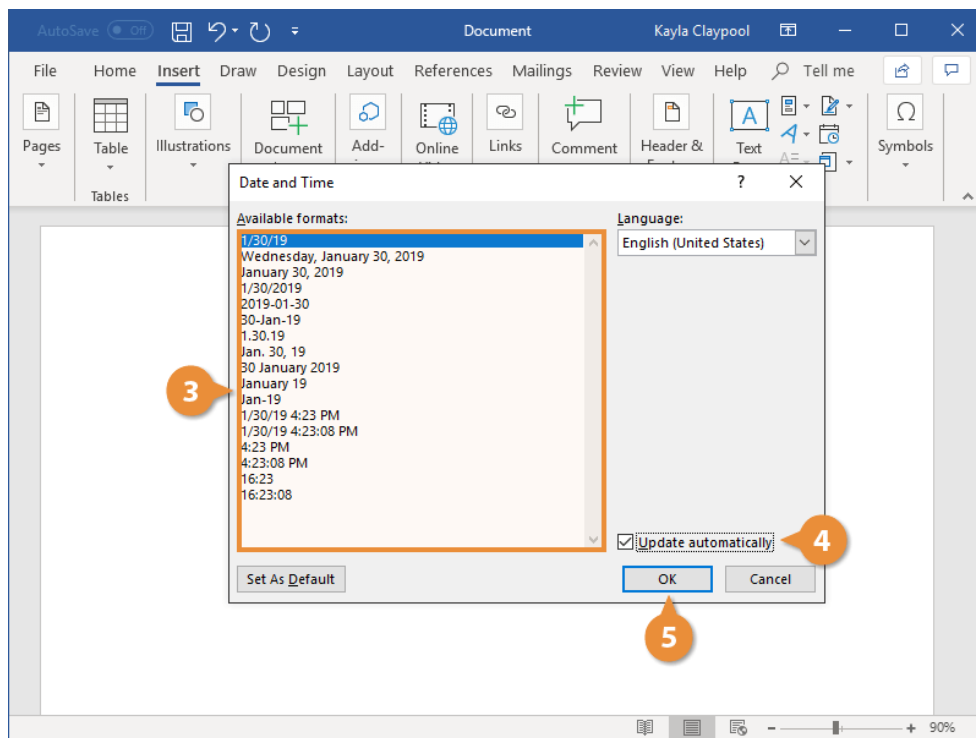 AutoSave Off Document Kayla Claypool
File Home Insert Draw Design Layout References Mailings Review View Help Tell me
Pages Table Illustrations Document Add- Online Links Comment Header & Text Symbols
Tables
Date and Time ? ×
Available formats: Language:
1/30/19 English (United States)
Wednesday, January 30, 2019
January 30, 2019
1/30/2019
2019-01-30
30-Jan-19
1.30.19
Jan. 30, 19
30 January 2019
January 19
3
Jan-19
1/30/19 4:23 PM
1/30/19 4:23:08 PM
4:23 PM
4:23:08 PM
16:23
16:23:08
Update automatically 4
Set As Default OK Cancel
5
90%